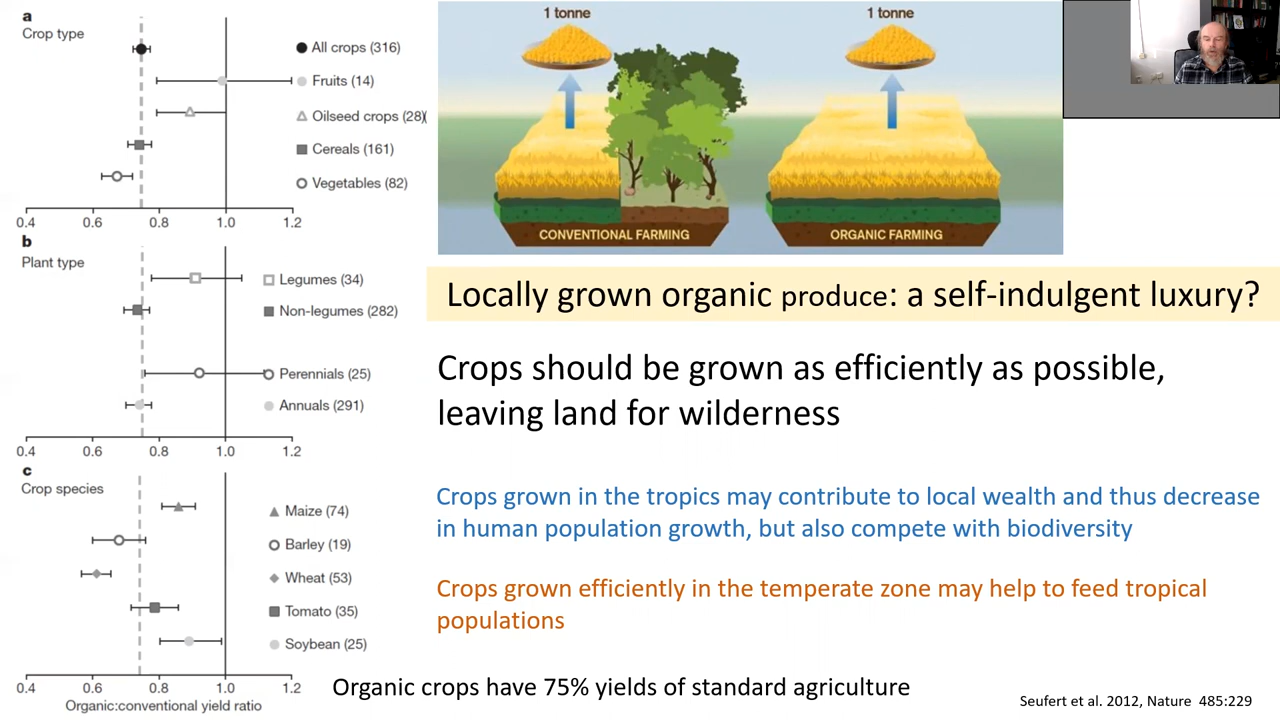 a
Crop type
All crops (316)
Fruits (14)
Oilseed crops (28)
Cereals (161)
Vegetables (82)
0.4 0.6 0.8 1.0 1.2
b
Plant type
Legumes (34)
Non-legumes (282)
Perennials (25)
Annuals (291)
0.4 0.6 0.8 1.0 1.2
c
Crop species
Maize (74)
Barley (19)
Wheat (53)
Tomato (35)
Soybean (25)
0.4 0.6 0.8 1.0 1.2
Organic:conventional yield ratio
1 tonne
1 tonne
CONVENTIONAL FARMING
ORGANIC FARMING
Locally grown organic produce: a self-indulgent luxury?
Crops should be grown as efficiently as possible,
leaving land for wilderness
Crops grown in the tropics may contribute to local wealth and thus decrease
in human population growth, but also compete with biodiversity
Crops grown efficiently in the temperate zone may help to feed tropical
populations
Organic crops have 75% yields of standard agriculture
Seufert et al. 2012, Nature 485:229